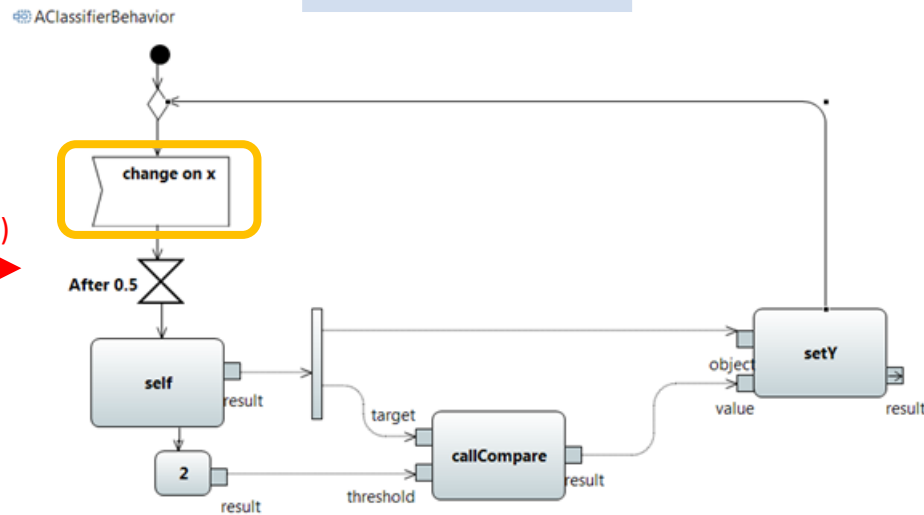 AClassifierBehavior
change on x
)
After 0.5
self
result
2
result
target
threshold
callCompare
result
object
value
setY
result